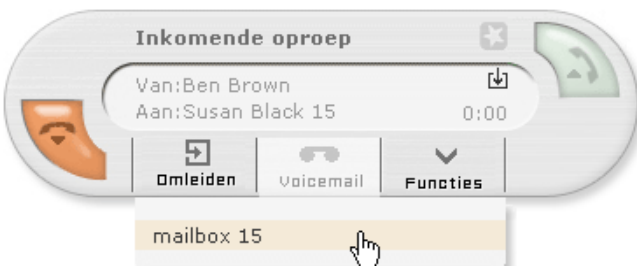 Inkomende oproep
Van:Ben Brown
Aan:Susan Black 15 0:00
Omleiden Voicemail Functies
mailbox 15